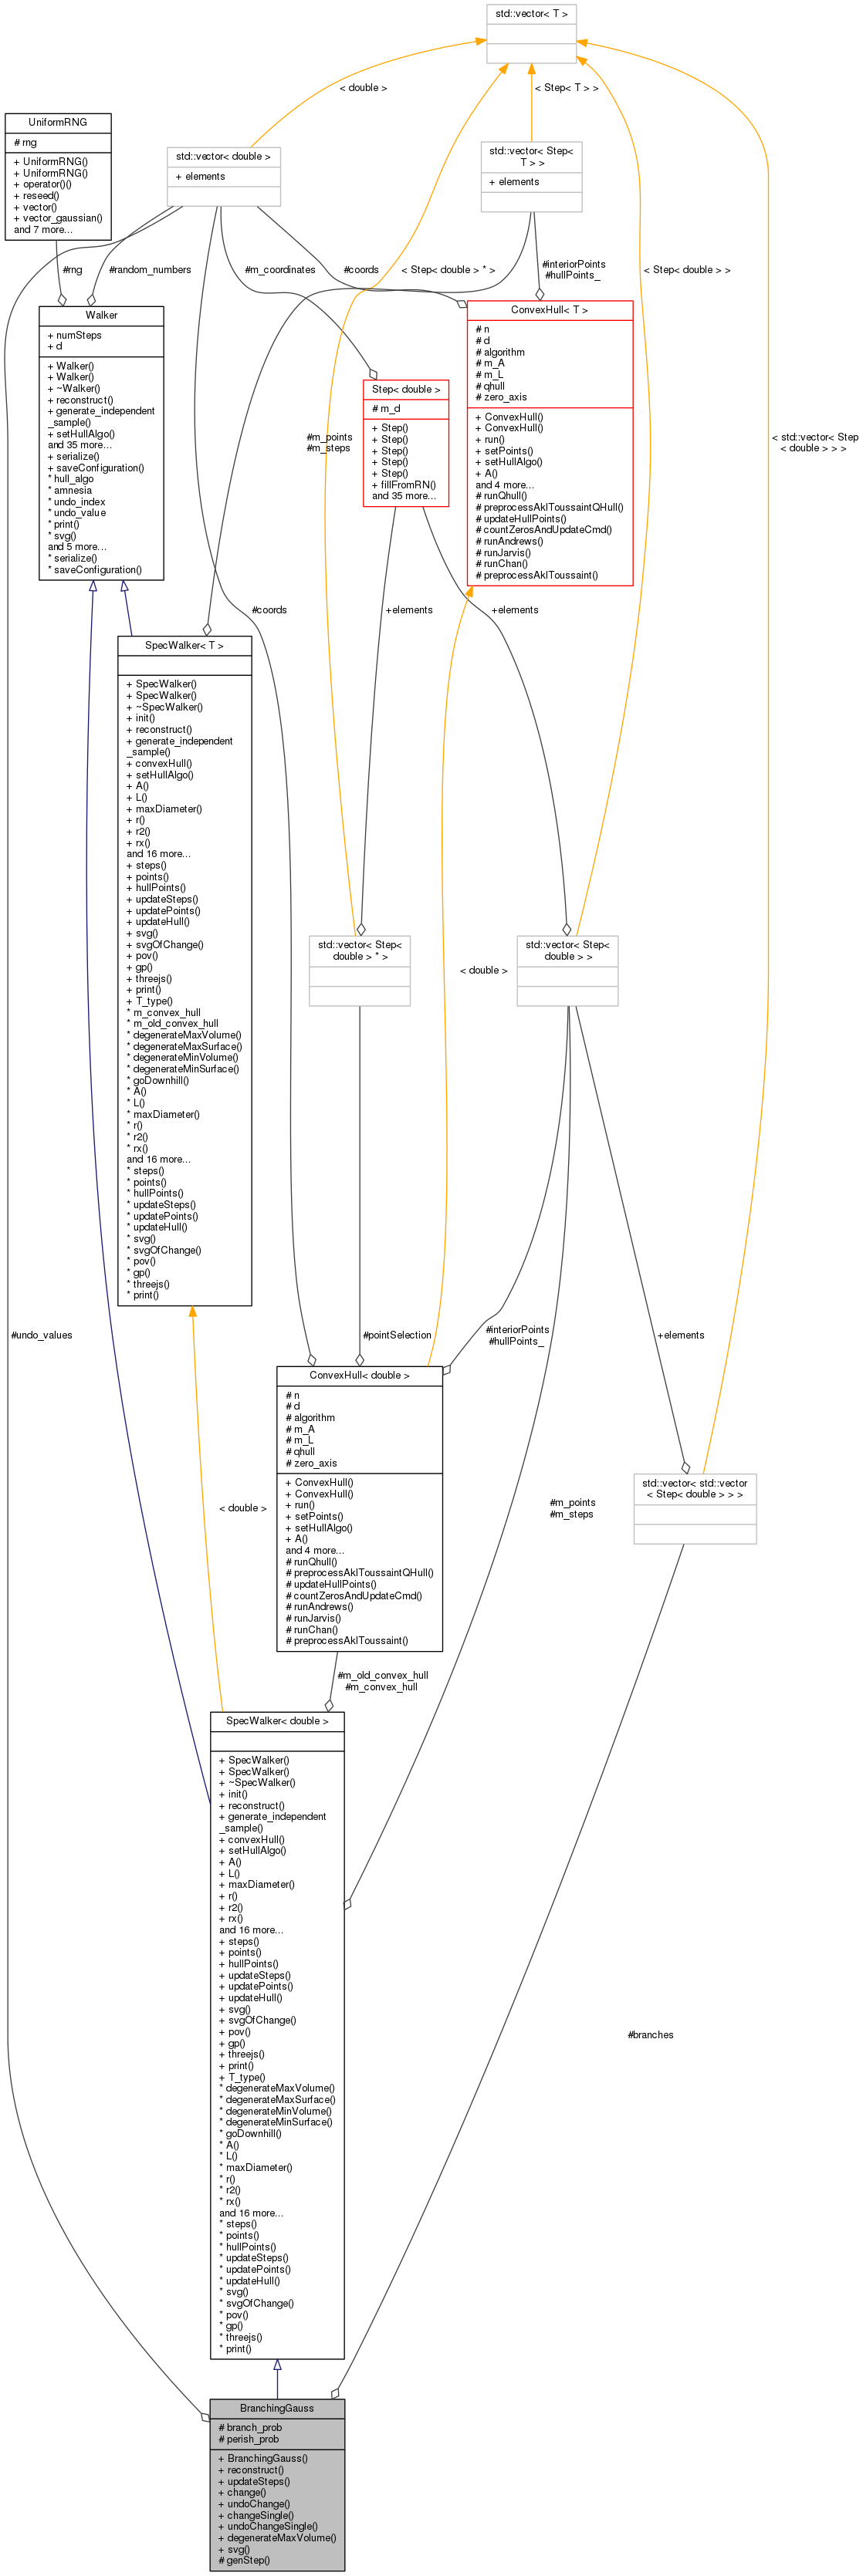 std::vector< T >
< double >
< Step< T > >
UniformRNG
# rng
+ UniformRNG()
+ UniformRNG()
+ operator()()
+ reseed()
+ vector()
+ vector_gaussian()
and 7 more...
std::vector< double >
+ elements
std::vector< Step<
T > >
+ elements
#rng
#random_numbers
#m_coordinates
#coords
< Step< double > * >
#interiorPoints
#hullPoints_
< Step< double > >
Walker
+ numSteps
+ d
+ Walker()
+ Walker()
+ ~Walker()
+ reconstruct()
+ generate_independent
_sample()
+ setHullAlgo()
and 35 more...
+ serialize()
+ saveConfiguration()
* hull_algo
* amnesia
* undo_index
* undo_value
* print()
* svg()
and 5 more...
* serialize()
* saveConfiguration()
ConvexHull< T >
# n
# d
# algorithm
# m_A
# m_L
# qhull
# zero_axis
+ ConvexHull()
+ ConvexHull()
+ run()
+ setPoints()
+ setHullAlgo()
+ A()
and 4 more...
# runQhull()
# preprocessAklToussaintQHull()
# updateHullPoints()
# countZerosAndUpdateCmd()
# runAndrews()
# runJarvis()
# runChan()
# preprocessAklToussaint()
Step< double >
# m_d
+ Step()
+ Step()
+ Step()
+ Step()
+ Step()
+ fillFromRN()
and 35 more...
#m_points
#m_steps
< std::vector< Step
< double > > >
#coords
+elements
+elements
SpecWalker< T >
+ SpecWalker()
+ SpecWalker()
+ ~SpecWalker()
+ init()
+ reconstruct()
+ generate_independent
_sample()
+ convexHull()
+ setHullAlgo()
+ A()
+ L()
+ maxDiameter()
+ r()
+ r2()
+ rx()
and 16 more...
+ steps()
+ points()
+ hullPoints()
+ updateSteps()
+ updatePoints()
+ updateHull()
+ svg()
+ svgOfChange()
+ pov()
+ gp()
+ threejs()
+ print()
+ T_type()
* m_convex_hull
* m_old_convex_hull
* degenerateMaxVolume()
* degenerateMaxSurface()
* degenerateMinVolume()
* degenerateMinSurface()
* goDownhill()
* A()
* L()
* maxDiameter()
* r()
* r2()
* rx()
and 16 more...
* steps()
* points()
* hullPoints()
* updateSteps()
* updatePoints()
* updateHull()
* svg()
* svgOfChange()
* pov()
* gp()
* threejs()
* print()
std::vector< Step<
double > * >
< double >
std::vector< Step<
double > >
#undo_values
#pointSelection
#interiorPoints
#hullPoints_
+elements
ConvexHull< double >
# n
# d
# algorithm
# m_A
# m_L
# qhull
# zero_axis
+ ConvexHull()
+ ConvexHull()
+ run()
+ setPoints()
+ setHullAlgo()
+ A()
and 4 more...
# runQhull()
# preprocessAklToussaintQHull()
# updateHullPoints()
# countZerosAndUpdateCmd()
# runAndrews()
# runJarvis()
# runChan()
# preprocessAklToussaint()
< double >
#m_points
#m_steps
std::vector< std::vector
< Step< double > > >
#m_old_convex_hull
#m_convex_hull
SpecWalker< double >
+ SpecWalker()
+ SpecWalker()
+ ~SpecWalker()
+ init()
+ reconstruct()
+ generate_independent
_sample()
+ convexHull()
+ setHullAlgo()
+ A()
+ L()
+ maxDiameter()
+ r()
+ r2()
+ rx()
and 16 more...
+ steps()
+ points()
+ hullPoints()
+ updateSteps()
+ updatePoints()
+ updateHull()
+ svg()
+ svgOfChange()
+ pov()
+ gp()
+ threejs()
+ print()
+ T_type()
* degenerateMaxVolume()
* degenerateMaxSurface()
* degenerateMinVolume()
* degenerateMinSurface()
* goDownhill()
* A()
* L()
* maxDiameter()
* r()
* r2()
* rx()
and 16 more...
* steps()
* points()
* hullPoints()
* updateSteps()
* updatePoints()
* updateHull()
* svg()
* svgOfChange()
* pov()
* gp()
* threejs()
* print()
#branches
BranchingGauss
# branch_prob
# perish_prob
+ BranchingGauss()
+ reconstruct()
+ updateSteps()
+ change()
+ undoChange()
+ changeSingle()
+ undoChangeSingle()
+ degenerateMaxVolume()
+ svg()
# genStep()